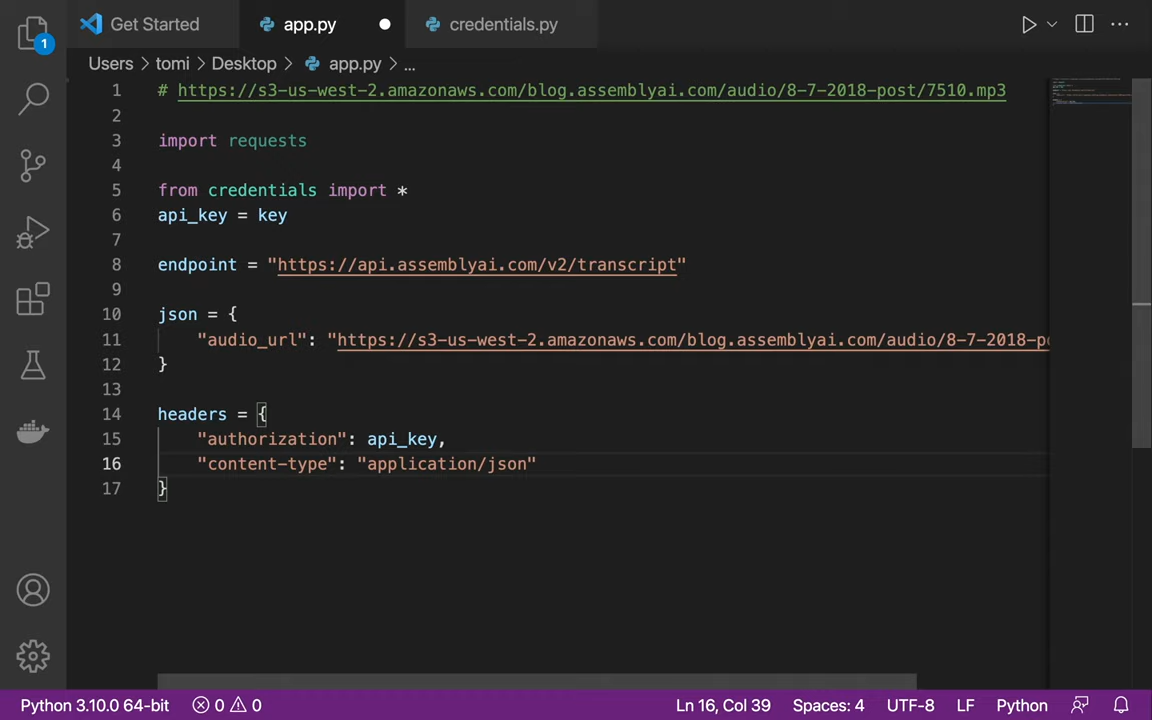 Get Started
app.py
credentials.py
1
Users > tomi > Desktop > app.py > ...
1 # https://s3-us-west-2.amazonaws.com/blog.assemblyai.com/audio/8-7-2018-post/7510.mp3
2
3 import requests
4
5 from credentials import *
6 api_key = key
7
8 endpoint = "https://api.assemblyai.com/v2/transcript"
9
10 json = {
11 "audio_url": "https://s3-us-west-2.amazonaws.com/blog.assemblyai.com/audio/8-7-2018-po
12 }
13
14 headers = {
15 "authorization": api_key,
16 "content-type": "application/json"
17 }
Python 3.10.0 64-bit 0 0 Ln 16, Col 39 Spaces: 4 UTF-8 LF Python